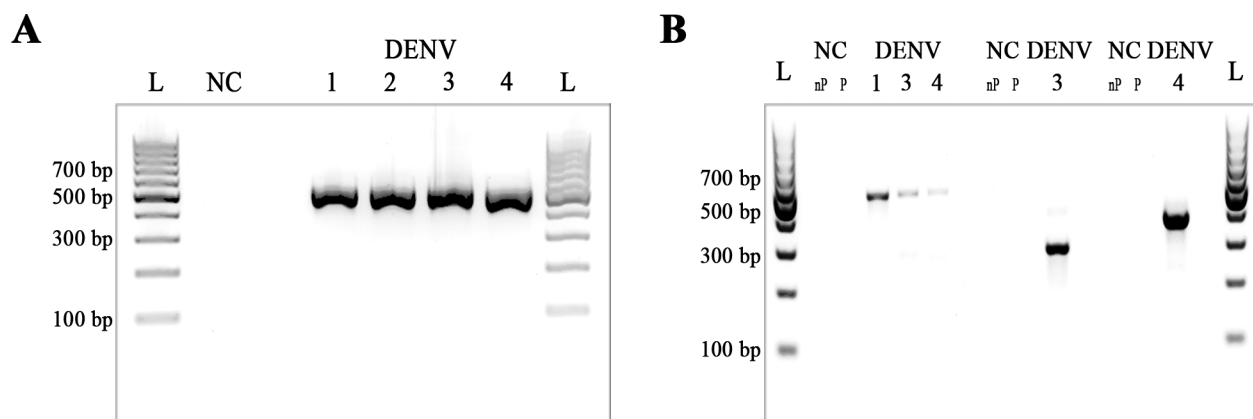 A
DENV
L NC 1 2 3 4 L
700 bp
500 bp
300 bp
100 bp
B
NC DENV NC DENV NC DENV
L nP P 1 3 4 nP P 3 nP P 4 L
700 bp
500 bp
300 bp
100 bp